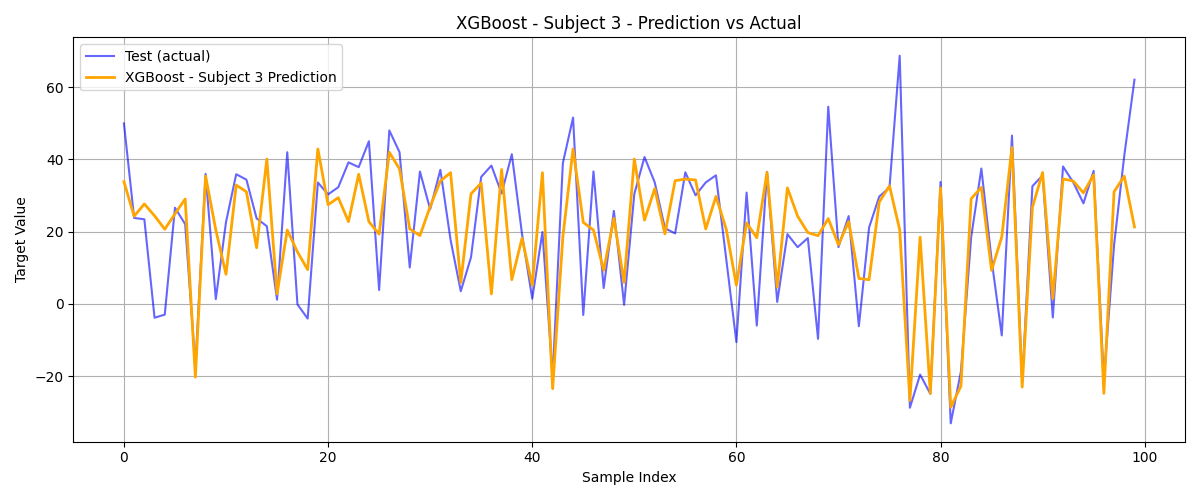 XGBoost - Subject 3 - Prediction vs Actual
Test (actual)
XGBoost - Subject 3 Prediction
Target Value
60
40
20
0
−20
0 20 40 60 80 100
Sample Index